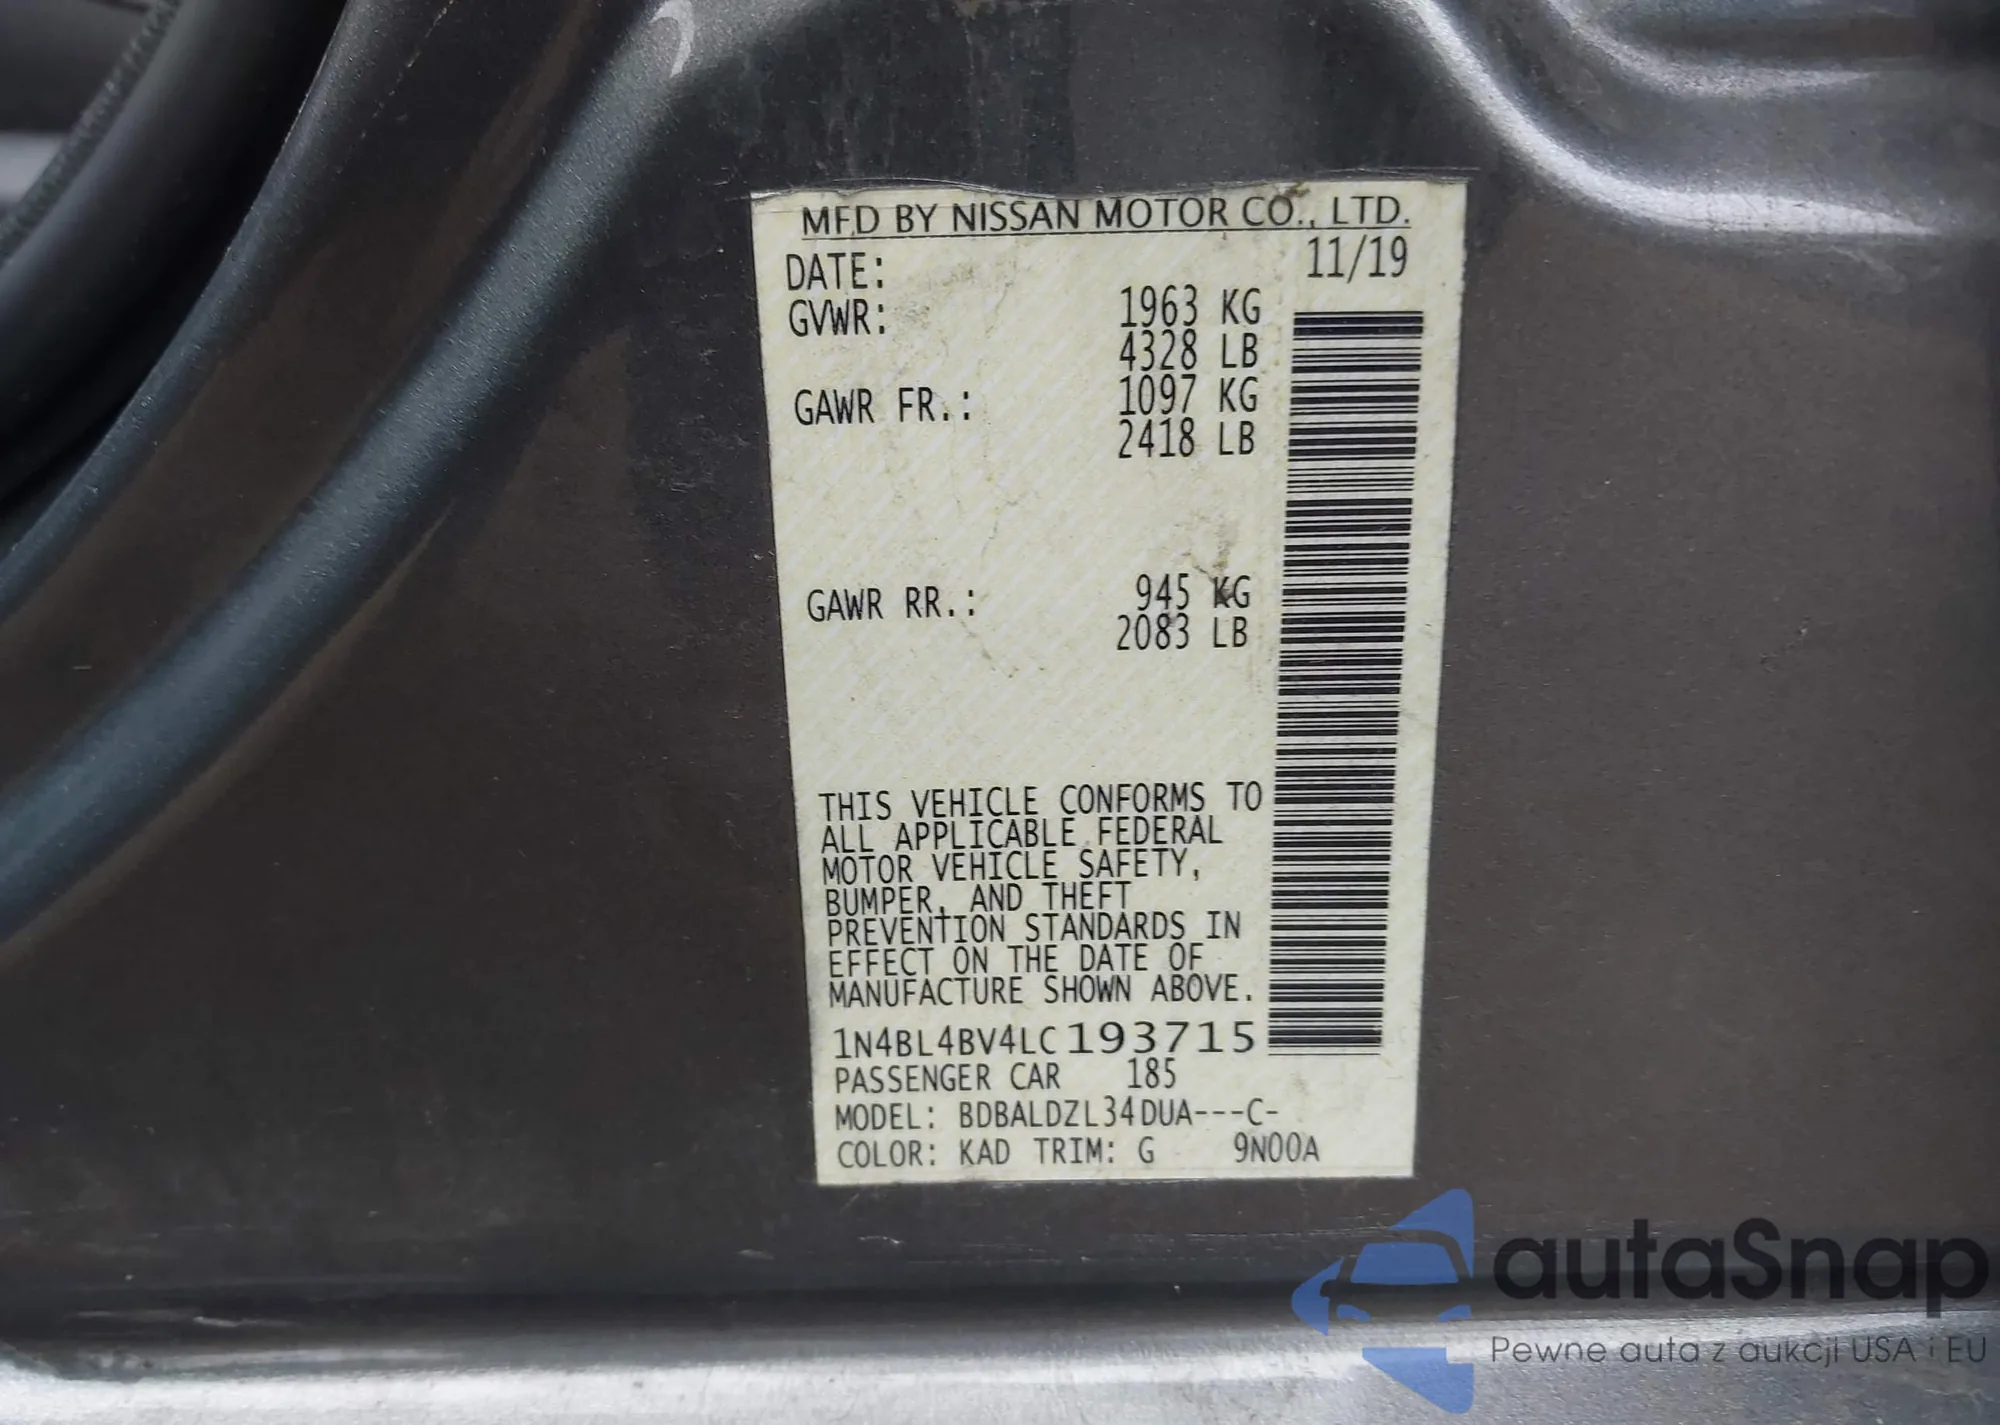 MFD BY NISSAN MOTOR CO., LTD.
DATE: 11/19
GVWR: 1963 KG
4328 LB
GAWR FR.: 1097 KG
2418 LB
GAWR RR.: 945 KG
2083 LB
THIS VEHICLE CONFORMS TO
ALL APPLICABLE FEDERAL
MOTOR VEHICLE SAFETY,
BUMPER, AND THEFT
PREVENTION STANDARDS IN
EFFECT ON THE DATE OF
MANUFACTURE SHOWN ABOVE.
1N4BL4BV4LC193715
PASSENGER CAR 185
MODEL: BDBALDZL34DUA---C-
COLOR: KAD TRIM: G 9N00A
autaSnap
Pewne auta z aukcji USA i EU